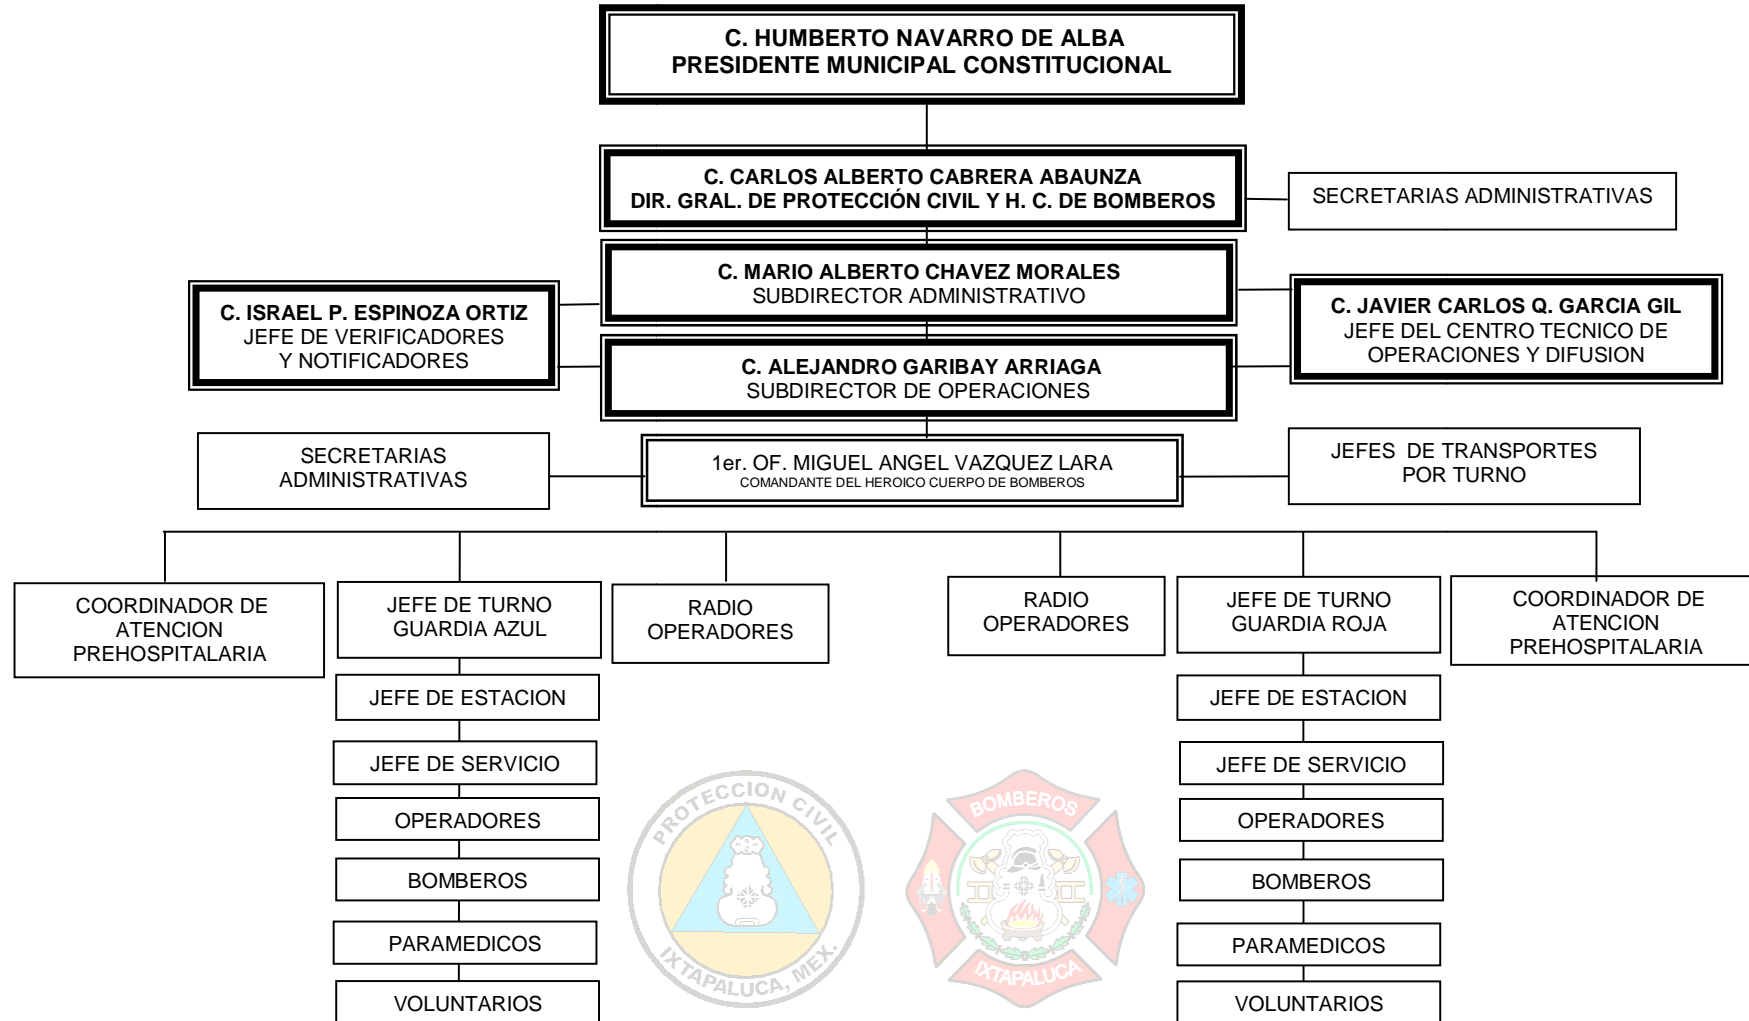 C. HUMBERTO NAVARRO DE ALBA
PRESIDENTE MUNICIPAL CONSTITUCIONAL
C. CARLOS ALBERTO CABRERA ABAUNZA
DIR. GRAL. DE PROTECCIÓN CIVIL Y H. C. DE BOMBEROS
SECRETARIAS ADMINISTRATIVAS
C. MARIO ALBERTO CHAVEZ MORALES
SUBDIRECTOR ADMINISTRATIVO
C. ISRAEL P. ESPINOZA ORTIZ
JEFE DE VERIFICADORES
Y NOTIFICADORES
C. JAVIER CARLOS Q. GARCIA GIL
JEFE DEL CENTRO TECNICO DE
OPERACIONES Y DIFUSION
C. ALEJANDRO GARIBAY ARRIAGA
SUBDIRECTOR DE OPERACIONES
SECRETARIAS
ADMINISTRATIVAS
1er. OF. MIGUEL ANGEL VAZQUEZ LARA
COMANDANTE DEL HEROICO CUERPO DE BOMBEROS
JEFES DE TRANSPORTES
POR TURNO
COORDINADOR DE
ATENCION
PREHOSPITALARIA
JEFE DE TURNO
GUARDIA AZUL
RADIO
OPERADORES
RADIO
OPERADORES
JEFE DE TURNO
GUARDIA ROJA
COORDINADOR DE
ATENCION
PREHOSPITALARIA
JEFE DE ESTACION
JEFE DE SERVICIO
OPERADORES
BOMBEROS
PARAMEDICOS
VOLUNTARIOS
PROTECCION CIVIL
IXTAPALUCA, MEX.
BOMBEROS
IXTAPALUCA
JEFE DE ESTACION
JEFE DE SERVICIO
OPERADORES
BOMBEROS
PARAMEDICOS
VOLUNTARIOS